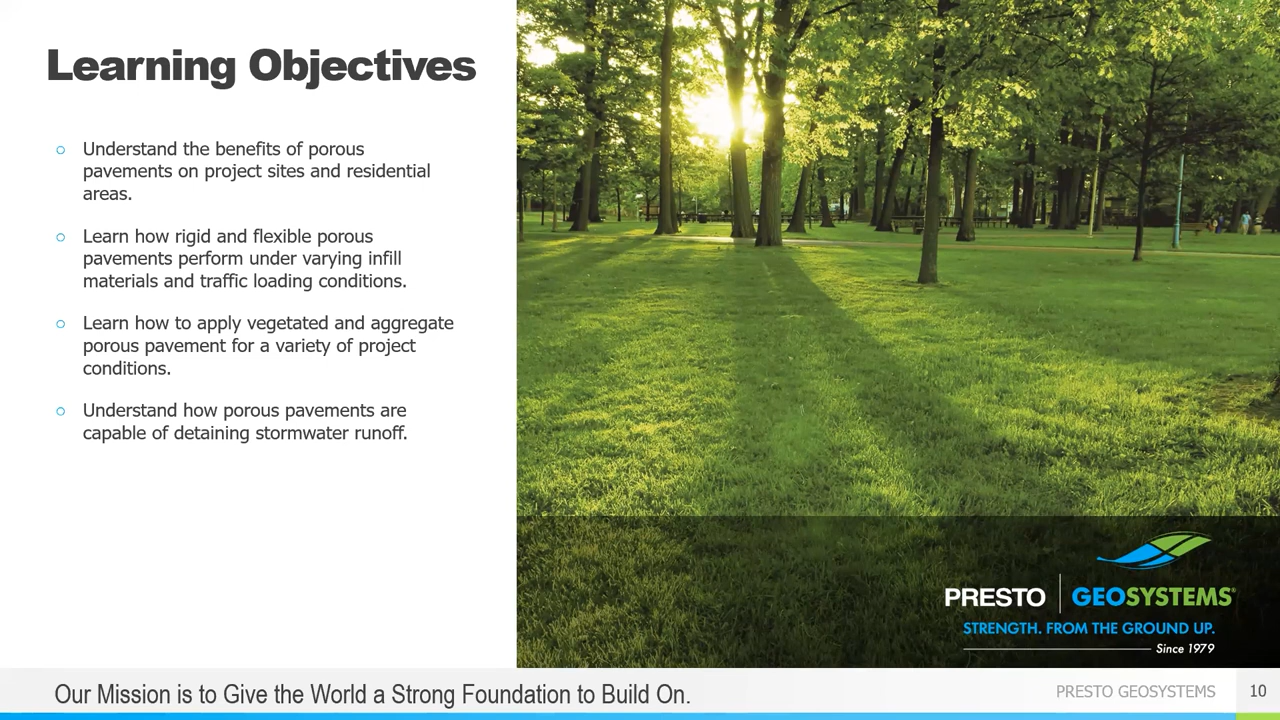 Learning Objectives
Understand the benefits of porous
pavements on project sites and residential
areas.
Learn how rigid and flexible porous
pavements perform under varying infill
materials and traffic loading conditions.
Learn how to apply vegetated and aggregate
porous pavement for a variety of project
conditions.
Understand how porous pavements are
capable of detaining stormwater runoff.
PRESTO GEOSYSTEMS®
STRENGTH. FROM THE GROUND UP.
Since 1979
Our Mission is to Give the World a Strong Foundation to Build On.
PRESTO GEOSYSTEMS 10